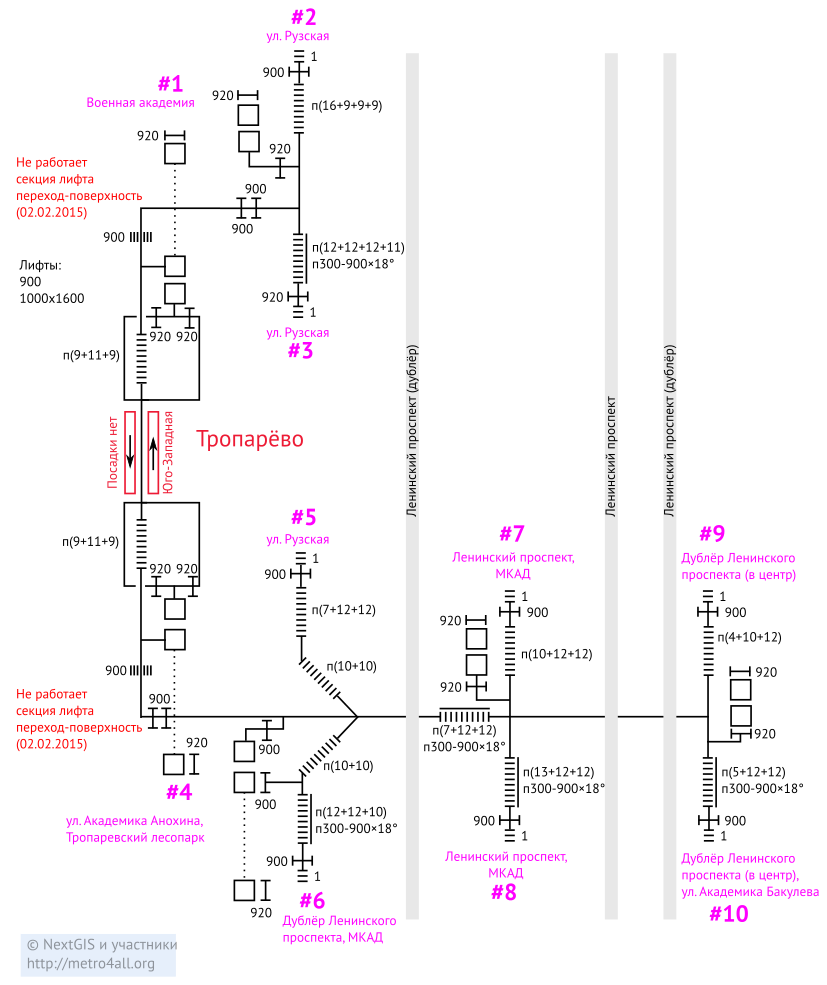 #2
ул. Рузская
1
900
#1
Военная академия
920
п(16+9+9+9)
920
920
Не работает
секция лифта
переход-поверхность
(02.02.2015)
900
900
900
п(12+12+12+11)
п300-900×18°
Лифты:
900
1000x1600
920
1
920
920
ул. Рузская
#3
п(9+11+9)
Ленинский проспект (дублёр)
Ленинский проспект
Ленинский проспект (дублёр)
Посадки нет
Юго-Западная
Тропарёво
#5
ул. Рузская
п(9+11+9)
1
900
920
920
п(7+12+12)
#7
Ленинский проспект,
МКАД
1
900
920
п(10+12+12)
920
#9
Дублёр Ленинского
проспекта (в центр)
1
900
п(4+10+12)
920
920
900
п(10+10)
Не работает
секция лифта
переход-поверхность
(02.02.2015)
900
920
900
п(10+10)
900
п(7+12+12)
п300-900×18°
п(13+12+12)
п300-900×18°
п(5+12+12)
п300-900×18°
#4
ул. Академика Анохина,
Тропаревский лесопарк
п(12+12+10)
п300-900×18°
900
1
920
#6
Дублёр Ленинского
проспекта, МКАД
900
1
Ленинский проспект,
МКАД
#8
900
1
Дублёр Ленинского
проспекта (в центр),
ул. Академика Бакулева
#10
© NextGIS и участники
http://metro4all.org